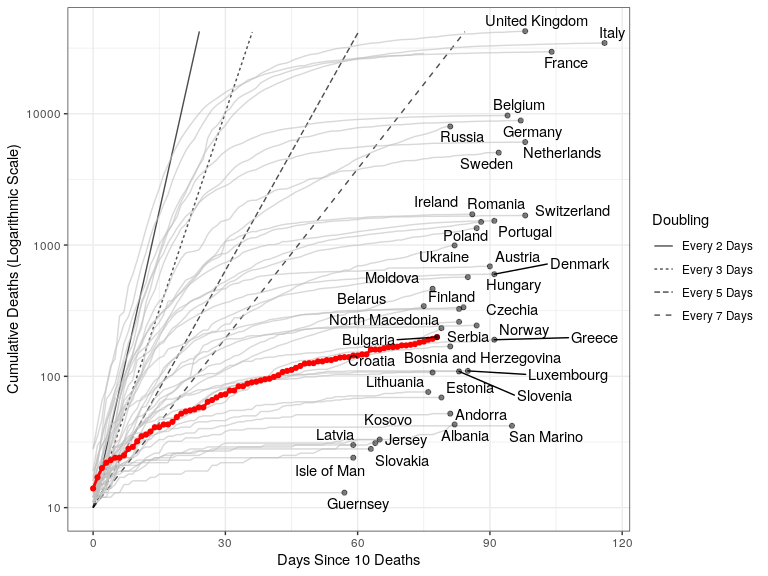 United Kingdom
Italy
France
Belgium
Russia
Germany
Netherlands
Sweden
Ireland
Romania
Switzerland
Poland
Portugal
Ukraine
Austria
Denmark
Moldova
Hungary
Belarus
Finland
Czechia
North Macedonia
Norway
Bulgaria
Serbia
Greece
Croatia
Bosnia and Herzegovina
Luxembourg
Lithuania
Estonia
Slovenia
Kosovo
Andorra
Latvia
Jersey
Albania
San Marino
Isle of Man
Slovakia
Guernsey
10000
1000
100
10
0
30
60
90
120
Days Since 10 Deaths
Cumulative Deaths (Logarithmic Scale)
Doubling
Every 2 Days
Every 3 Days
Every 5 Days
Every 7 Days